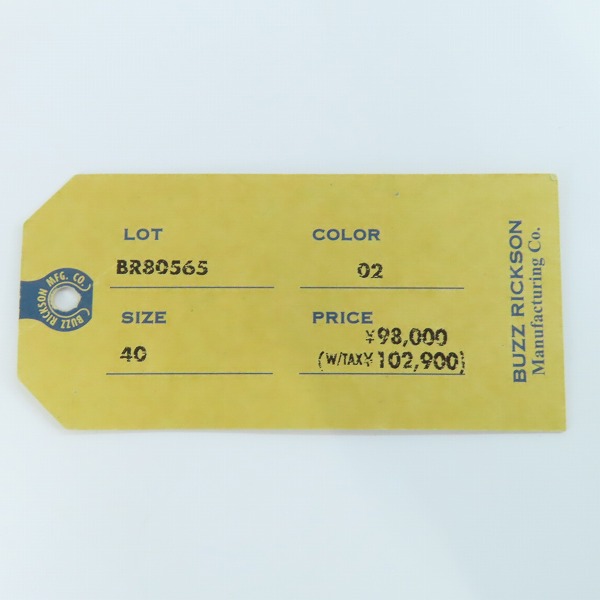 LOT
BR80565
COLOR
02
SIZE
40
PRICE
¥98,000
(W/TAX¥102,900)
BUZZ RICKSON
Manufacturing Co.
BUZZ RICKSON MFG. CO.